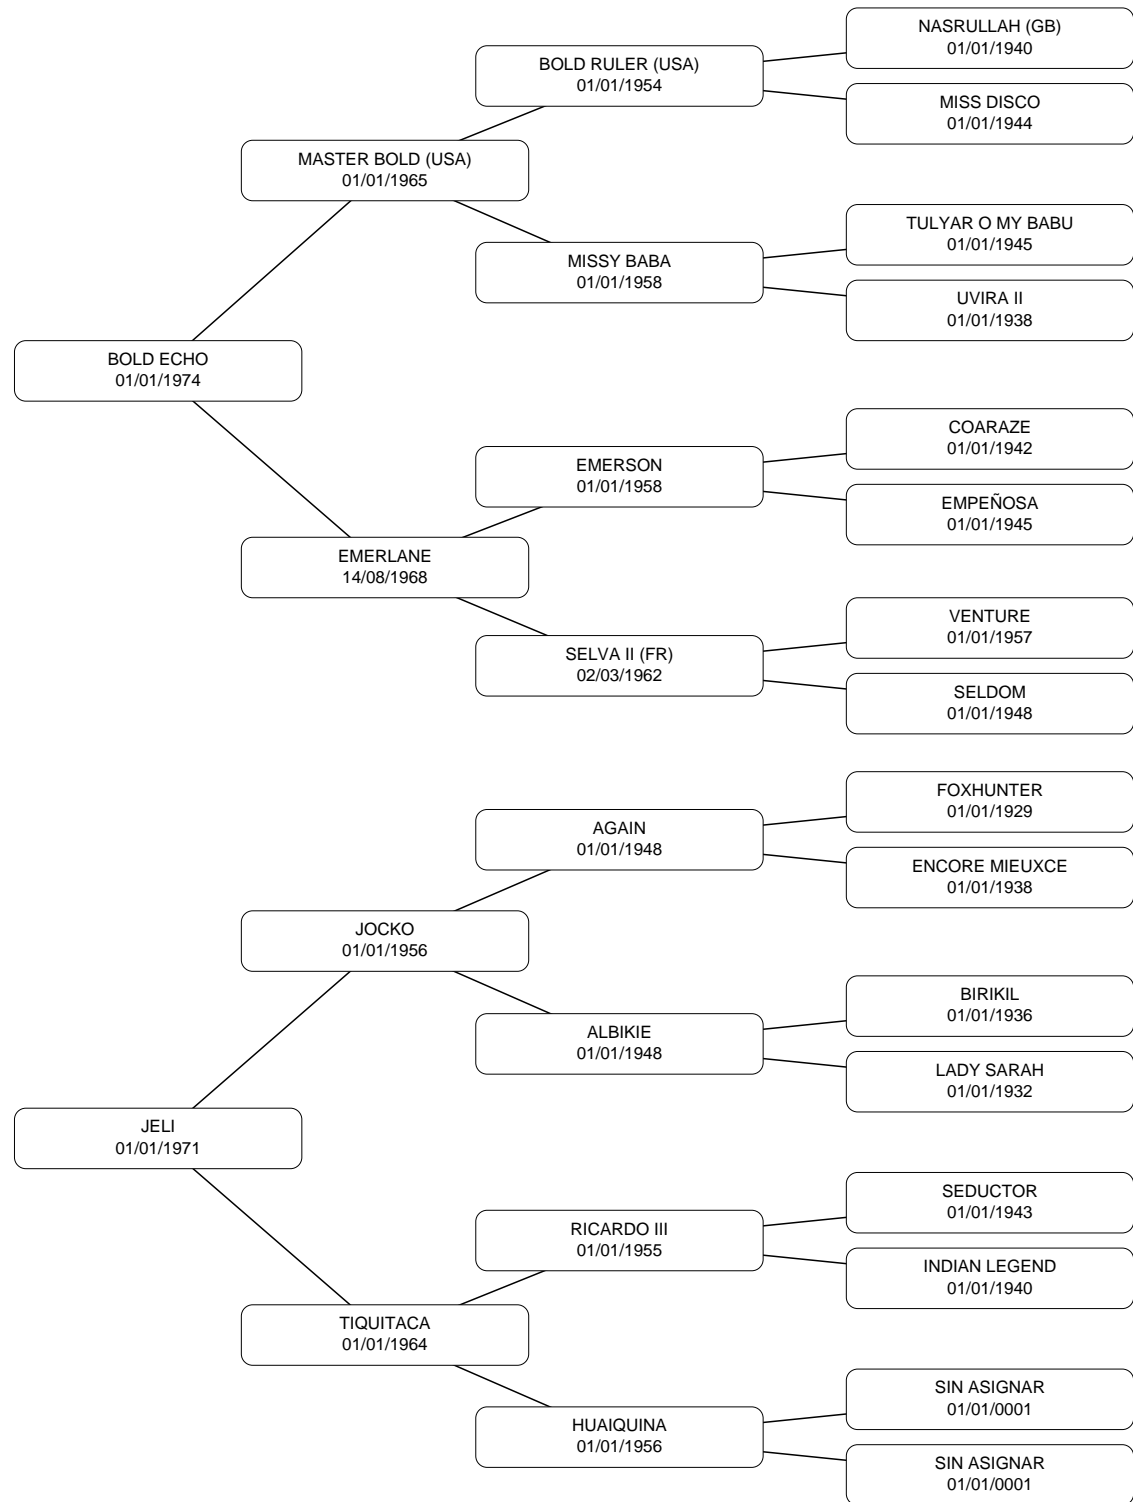 NASRULLAH (GB)
01/01/1940
BOLD RULER (USA)
01/01/1954
MISS DISCO
01/01/1944
MASTER BOLD (USA)
01/01/1965
TULYAR O MY BABU
01/01/1945
MISSY BABA
01/01/1958
UVIRA II
01/01/1938
BOLD ECHO
01/01/1974
COARAZE
01/01/1942
EMERSON
01/01/1958
EMPEÑOSA
01/01/1945
EMERLANE
14/08/1968
VENTURE
01/01/1957
SELVA II (FR)
02/03/1962
SELDOM
01/01/1948
FOXHUNTER
01/01/1929
AGAIN
01/01/1948
ENCORE MIEUXCE
01/01/1938
JOCKO
01/01/1956
BIRIKIL
01/01/1936
ALBIKIE
01/01/1948
LADY SARAH
01/01/1932
JELI
01/01/1971
SEDUCTOR
01/01/1943
RICARDO III
01/01/1955
INDIAN LEGEND
01/01/1940
TIQUITACA
01/01/1964
SIN ASIGNAR
01/01/0001
HUAIQUINA
01/01/1956
SIN ASIGNAR
01/01/0001